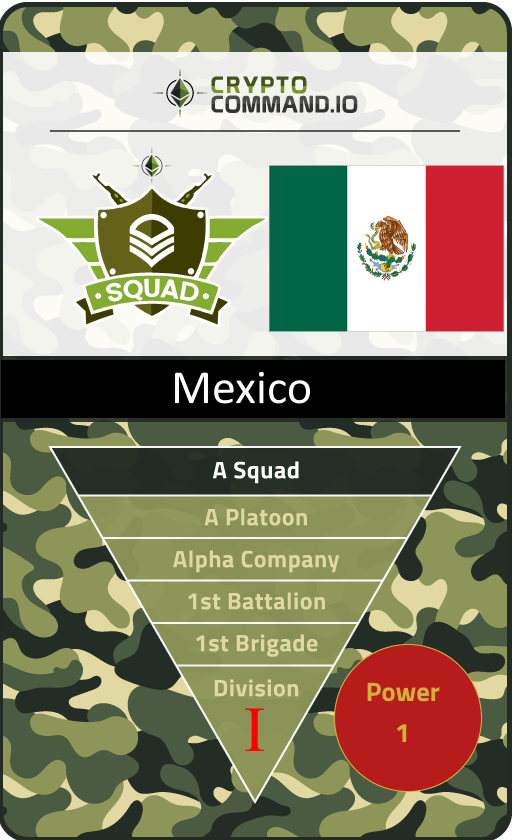 CRYPTO
COMMAND.IO
SQUAD
Mexico
A Squad
A Platoon
Alpha Company
1st Battalion
1st Brigade
Division
I
Power
1